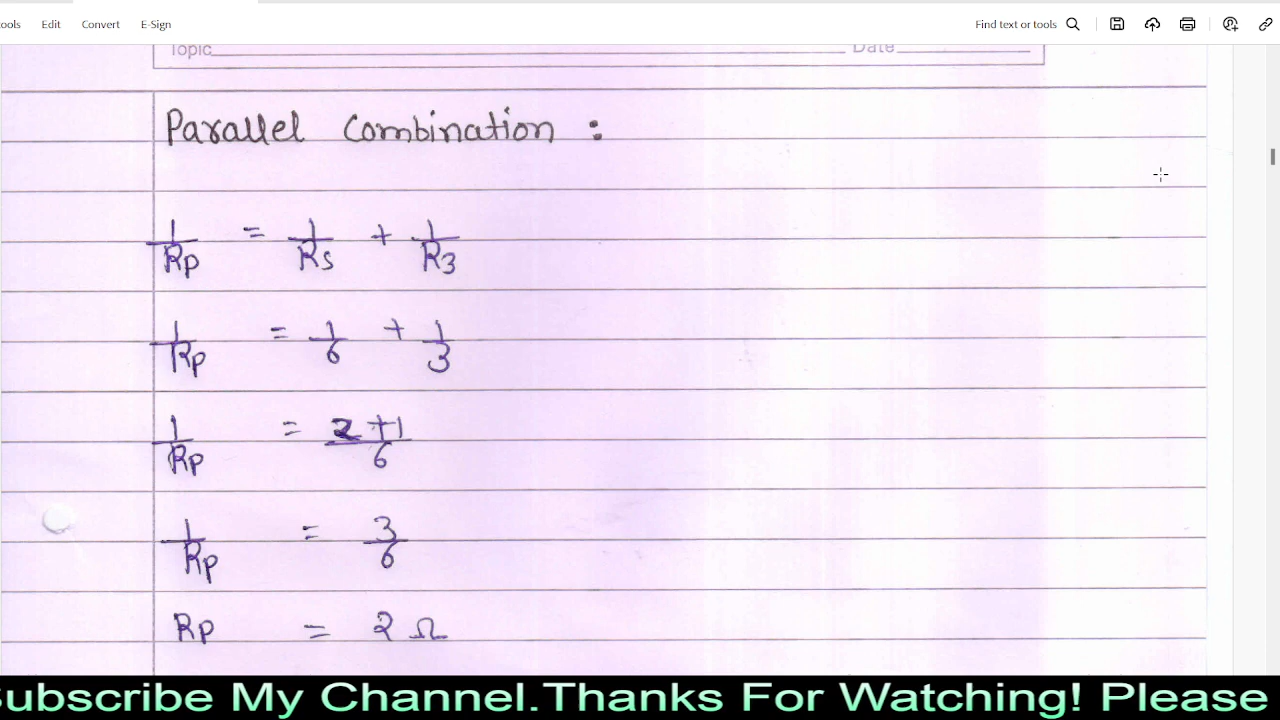 ools Edit Convert E-Sign Find text or tools
Topic Date
Parallel Combination :
1/Rp = 1/Rs + 1/R3
1/Rp = 1/6 + 1/3
1/Rp = 2+1/6
1/Rp = 3/6
Rp = 2 Ω
ubscribe My Channel.Thanks For Watching! Please